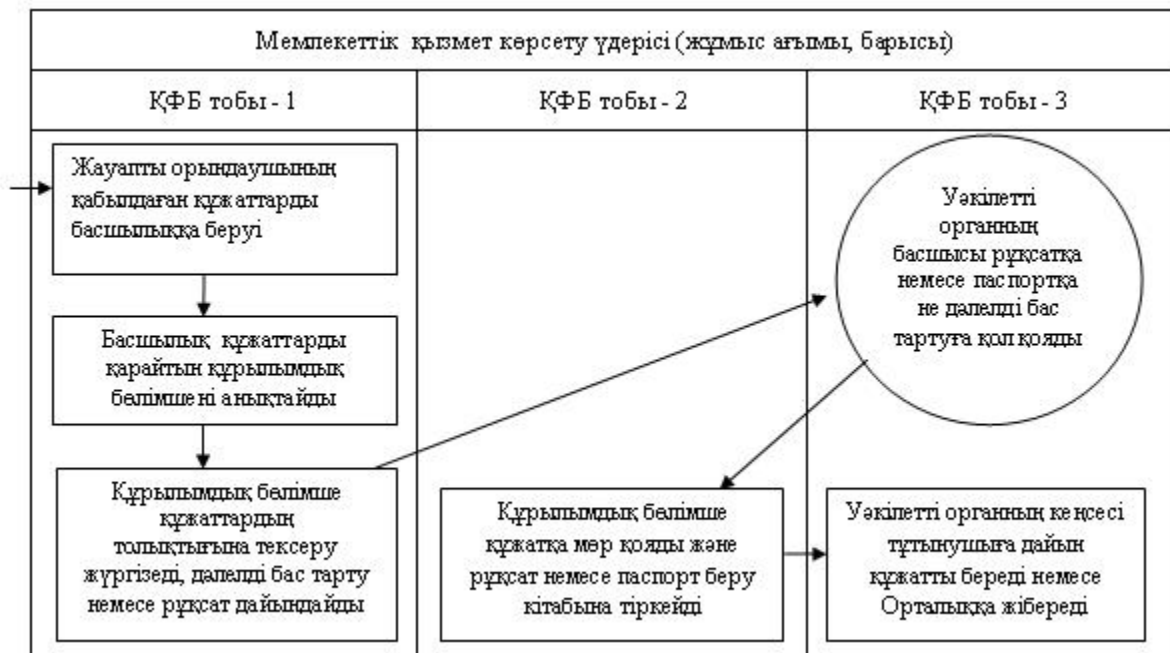 Мемлекеттік қызмет көрсету үдерісі (жұмыс ағымы, барысы)
ҚФБ тобы - 1
ҚФБ тобы - 2
ҚФБ тобы - 3
Жауапты орындаушының
қабылдаған құжаттарды
басшылыққа беруі
Басшылық құжаттарды
қарайтын құрылымдық
бөлімшені анықтайды
Құрылымдық бөлімше
құжаттардың
толықтығына тексеру
жүргізеді, дәлелді бас тарту
немесе рұқсат дайындайды
Уәкілетті
органның
басшысы рұқсатқа
немесе паспортқа
не дәлелді бас
тартуға қол қояды
Құрылымдық бөлімше
құжатқа мөр қояды және
рұқсат немесе паспорт беру
кітабына тіркейді
Уәкілетті органның кеңсесі
тұтынушыға дайын
құжатты береді немесе
Орталыққа жібереді